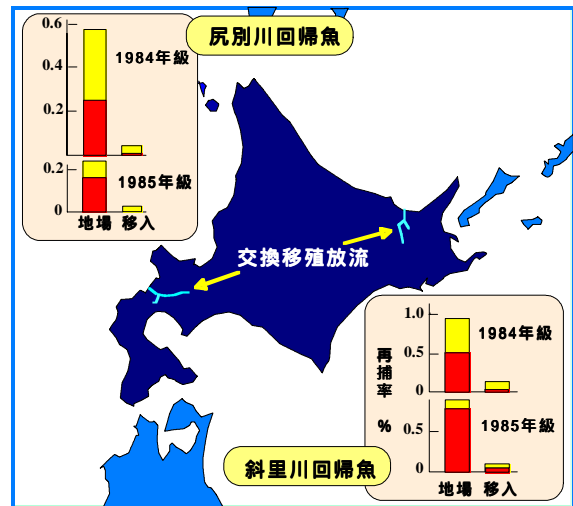 尻別川回帰魚
0.6
0.4
0.2
1984年級
0.2
0
1985年級
地場 移入
交換移殖放流
再捕率 %
1.0
0.5
0
1984年級
0.5
0
1985年級
地場 移入
斜里川回帰魚